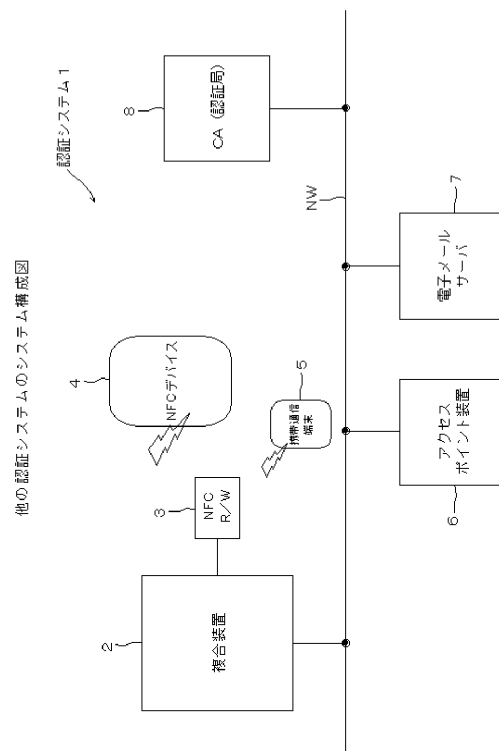 他の認証システムのシステム構成図
認証システム1
2
複合装置
3
NFC
R/W
4
NFCデバイス
5
携帯通信
端末
8
CA（認証局）
NW
6
アクセス
ポイント装置
7
電子メール
サーバ